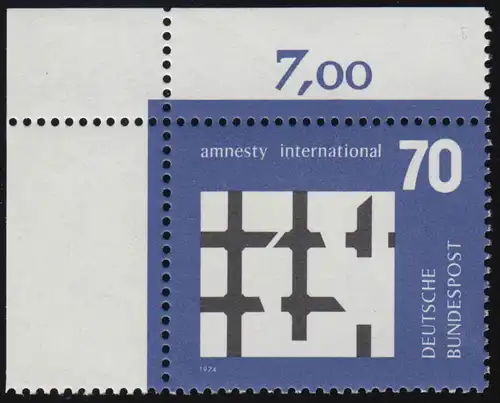 7,00
amnesty international 70
DEUTSCHE
BUNDESPOST
1974